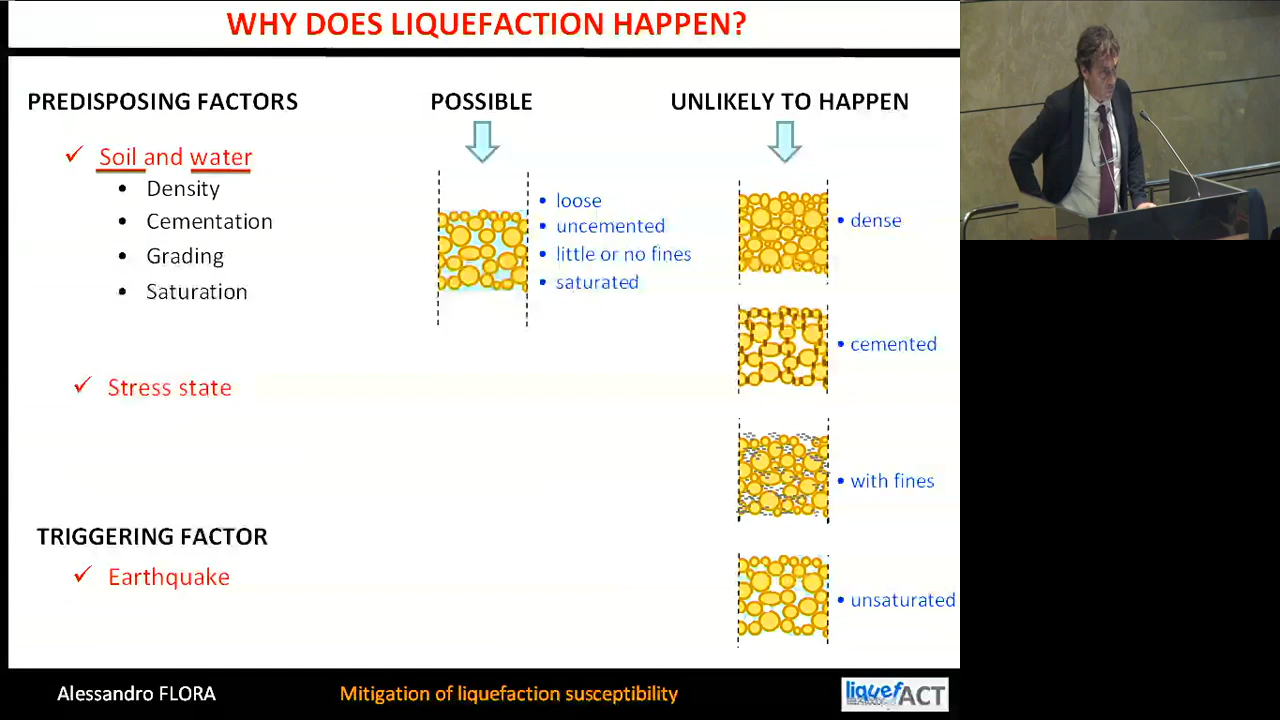 WHY DOES LIQUEFACTION HAPPEN?
PREDISPOSING FACTORS
✓ Soil and water
• Density
• Cementation
• Grading
• Saturation
✓ Stress state
TRIGGERING FACTOR
✓ Earthquake
POSSIBLE
• loose
• uncemented
• little or no fines
• saturated
UNLIKELY TO HAPPEN
• dense
• cemented
• with fines
• unsaturated
Alessandro FLORA
Mitigation of liquefaction susceptibility
liquefACT